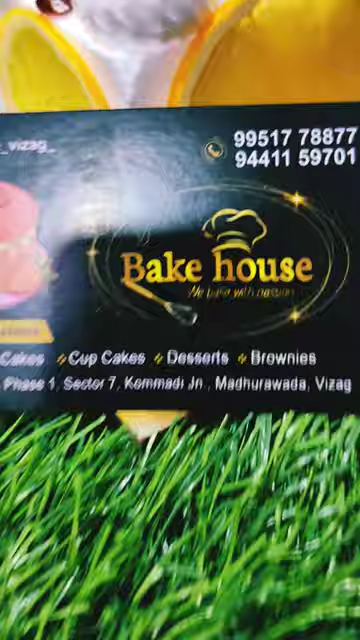 _vizag_
99517 78877
94411 59701
Bake house
We bake with passion
Cakes Cup Cakes Desserts Brownies
Phase 1, Sector 7, Kommadi Jn., Madhurawada, Vizag